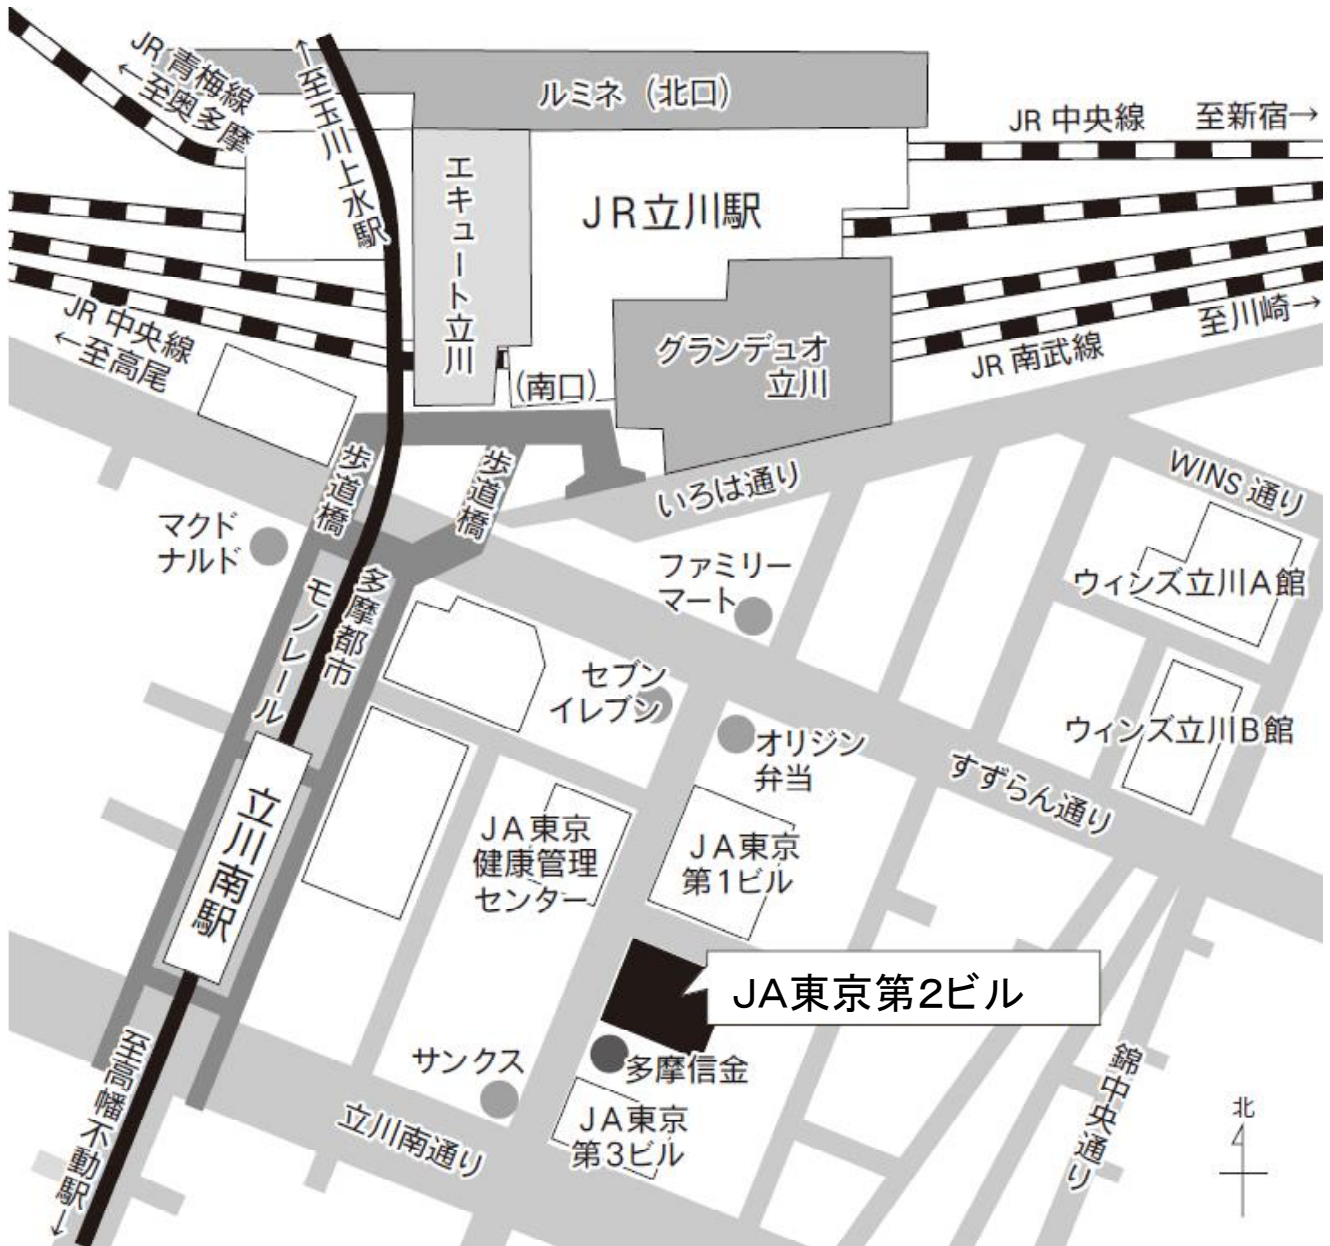 JR 青梅線
←至奥多摩
←至玉川上水駅
ルミネ（北口）
JR 中央線
至新宿→
エキュート立川
JR立川駅
JR 中央線
←至高尾
（南口）
グランデュオ
立川
至川崎→
JR 南武線
歩道橋
歩道橋
いろは通り
WINS 通り
マクド
ナルド
ファミリー
マート
ウィンズ立川A館
多摩都市
モノレール
セブン
イレブン
オリジン
弁当
ウィンズ立川B館
すずらん通り
立川南駅
JA東京
健康管理
センター
JA東京
第1ビル
JA東京第2ビル
サンクス
多摩信金
JA東京
第3ビル
立川南通り
錦中央通り
至高幡不動駅→
北